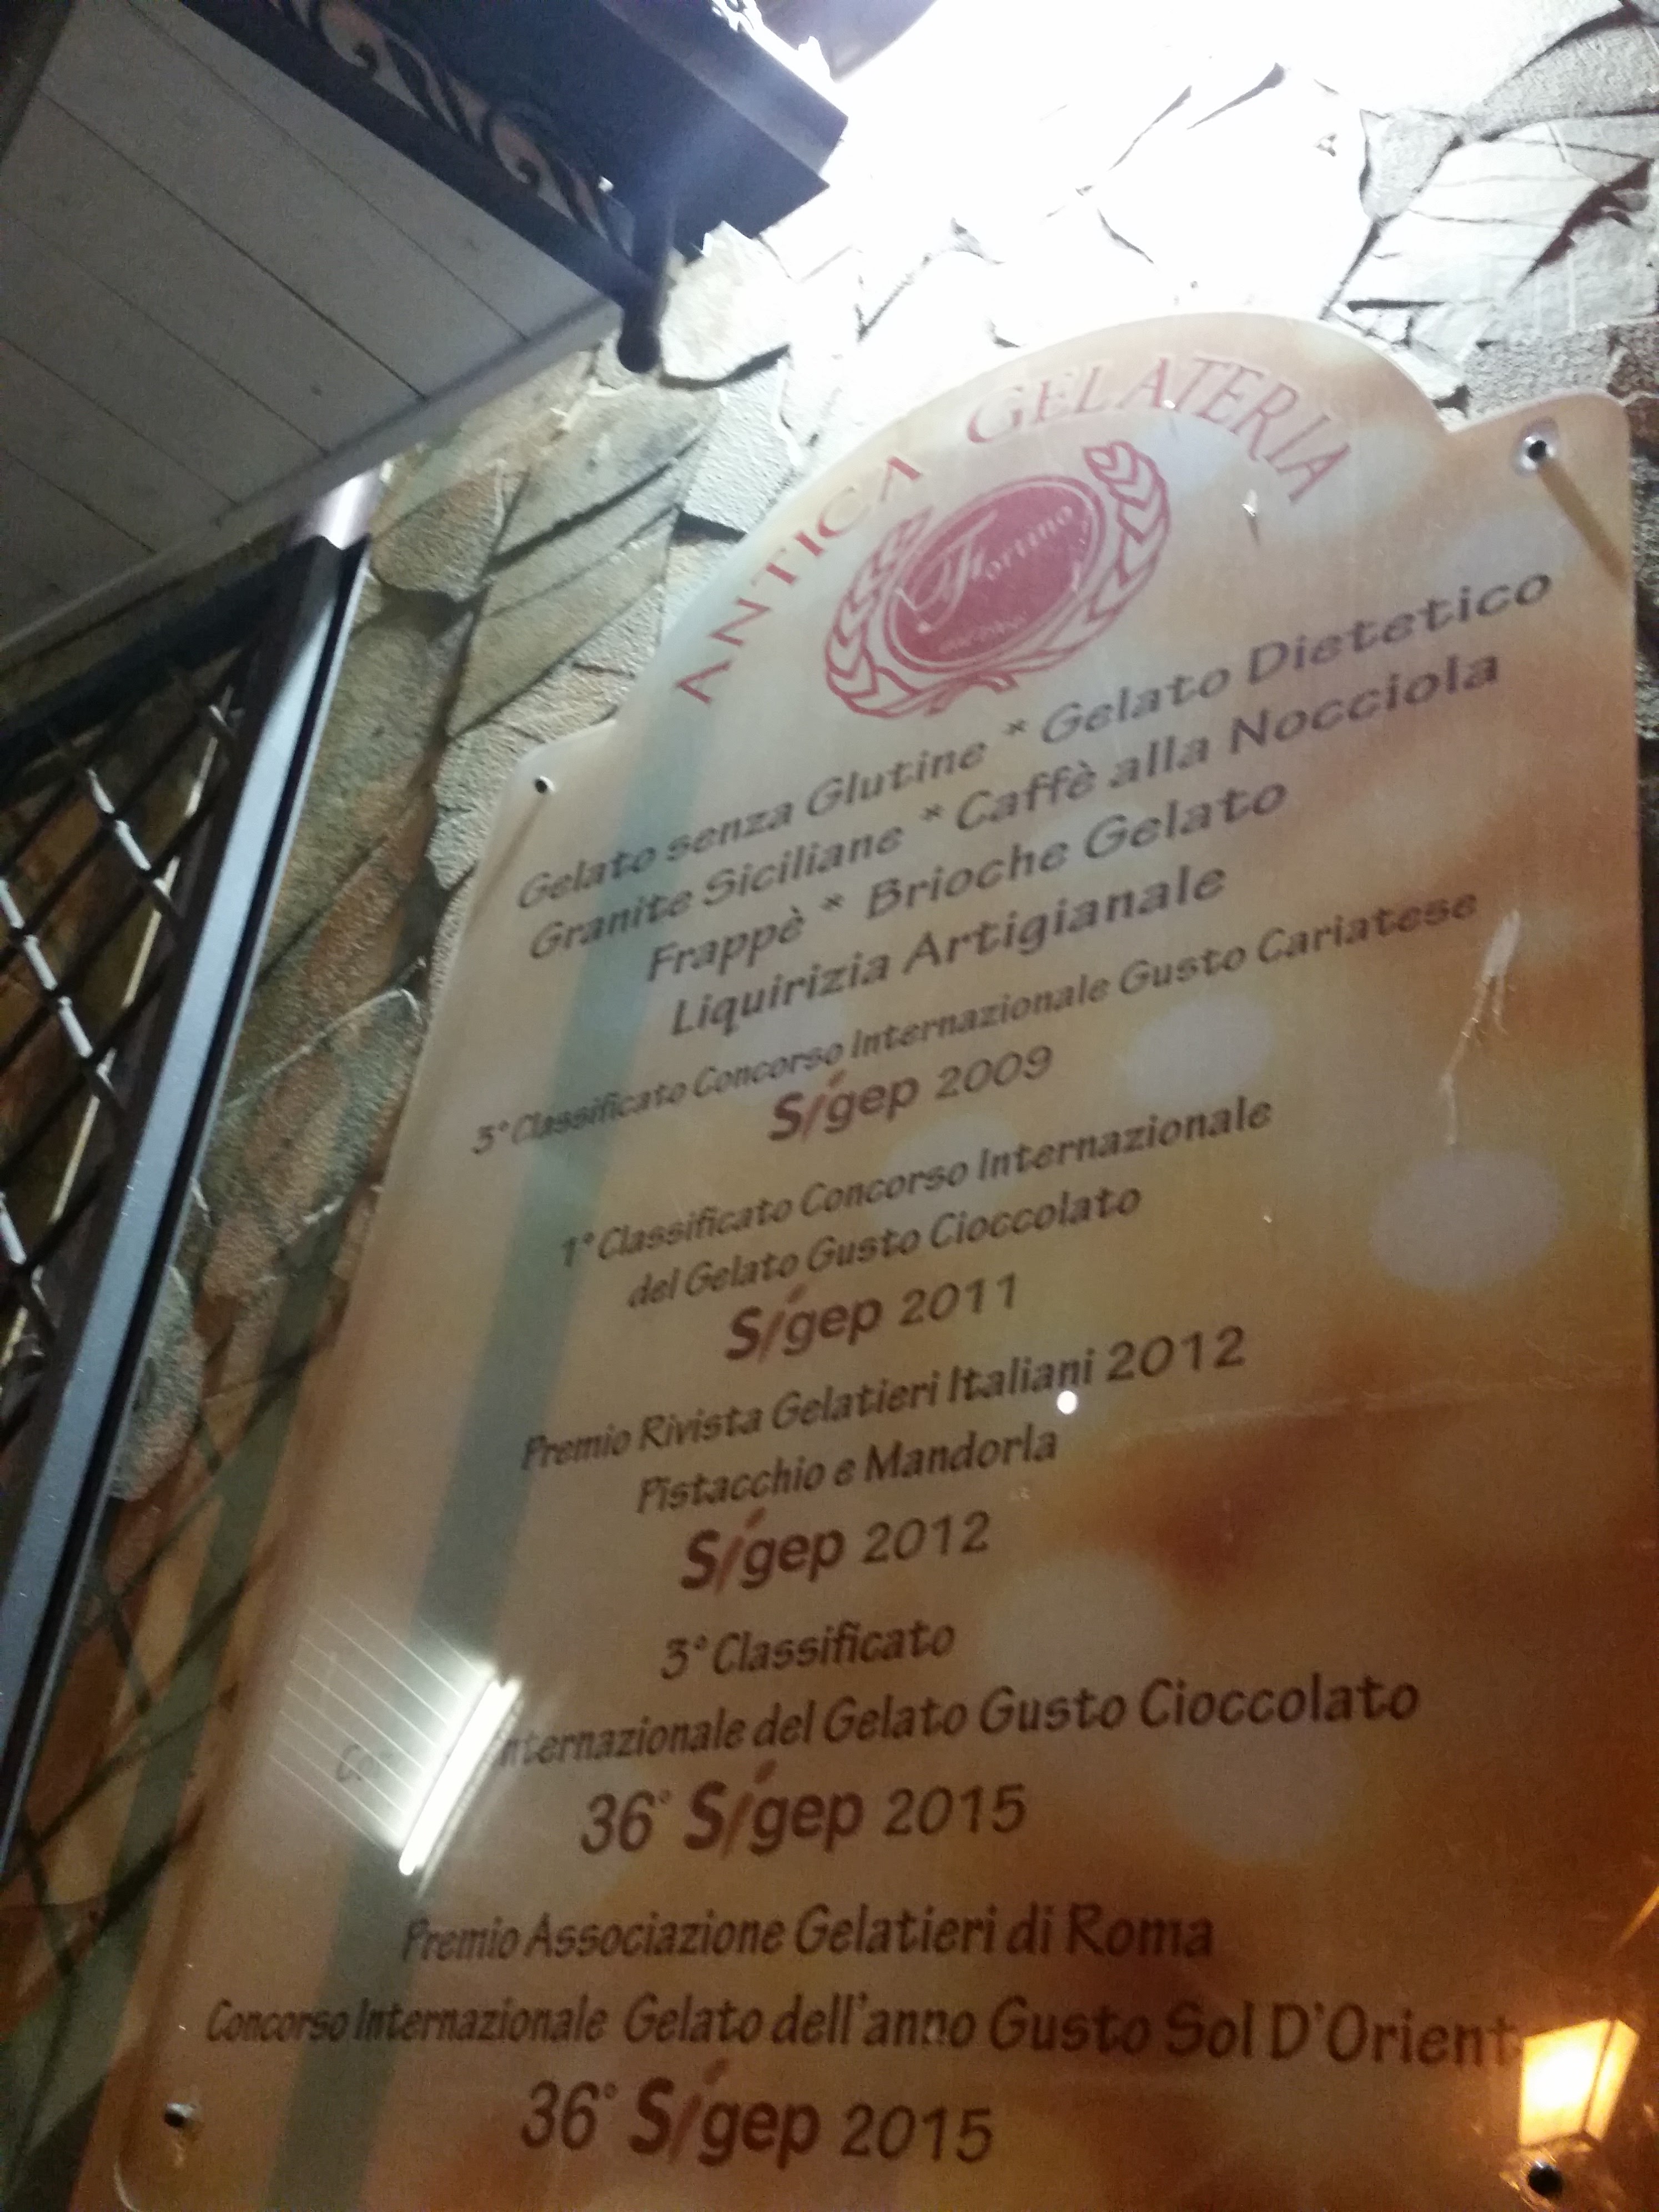 ANTICA GELATERIA
Fortino
Gelato senza Glutine * Gelato Dietetico
Granite Siciliane * Caffè alla Nocciola
Frappè * Brioche Gelato
Liquirizia Artigianale
3° Classificato Concorso Internazionale Gusto Cariatese
Sigep 2009
1° Classificato Concorso Internazionale
del Gelato Gusto Cioccolato
Sigep 2011
Premio Rivista Gelatieri Italiani 2012
Pistacchio e Mandorla
Sigep 2012
3° Classificato
Internazionale del Gelato Gusto Cioccolato
36° Sigep 2015
Premio Associazione Gelatieri di Roma
Concorso Internazionale Gelato dell'anno Gusto Sol D'Orient
36° Sigep 2015